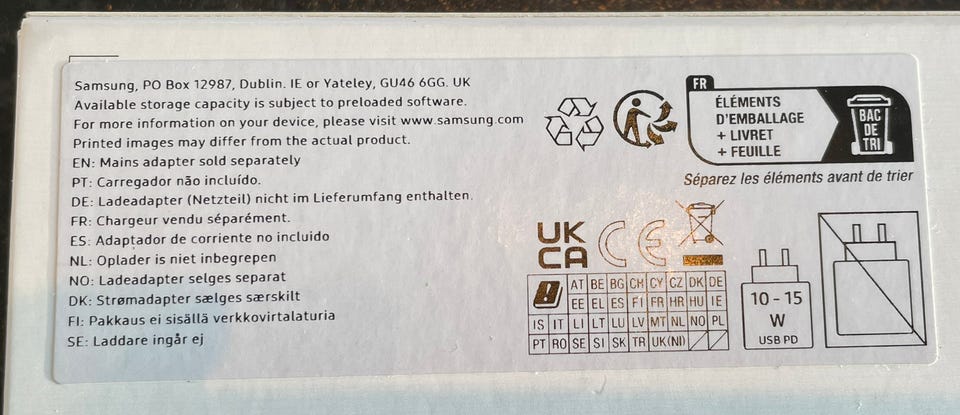 Samsung, PO Box 12987, Dublin. IE or Yateley, GU46 6GG. UK
Available storage capacity is subject to preloaded software.
For more information on your device, please visit www.samsung.com
Printed images may differ from the actual product.
EN: Mains adapter sold separately
PT: Carregador não incluído.
DE: Ladeadapter (Netzteil) nicht im Lieferumfang enthalten.
FR: Chargeur vendu séparément.
ES: Adaptador de corriente no incluido
NL: Oplader is niet inbegrepen
NO: Ladeadapter selges separat
DK: Strømadapter sælges særskilt
FI: Pakkaus ei sisällä verkkovirtalaturia
SE: Laddare ingår ej
FR
ÉLÉMENTS
D'EMBALLAGE
+ LIVRET
+ FEUILLE
BAC
DE
TRI
Séparez les éléments avant de trier
UK
CA
CE
AT BE BG CH CY CZ DK DE
EE EL ES FI FR HR HU IE
IS IT LI LT LU LV MT NL NO PL
PT RO SE SI SK TR UK(NI)
10 - 15
W
USB PD